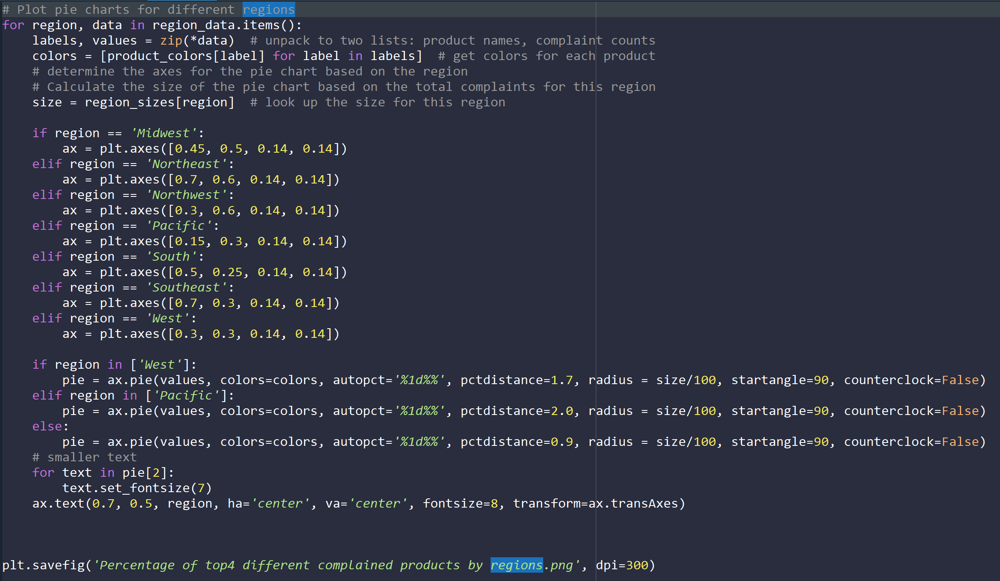 # Plot pie charts for different regions
for region, data in region_data.items():
    labels, values = zip(*data)  # unpack to two lists: product names, complaint counts
    colors = [product_colors[label] for label in labels]  # get colors for each product
    # determine the axes for the pie chart based on the region
    # Calculate the size of the pie chart based on the total complaints for this region
    size = region_sizes[region]  # look up the size for this region

    if region == 'Midwest':
        ax = plt.axes([0.45, 0.5, 0.14, 0.14])
    elif region == 'Northeast':
        ax = plt.axes([0.7, 0.6, 0.14, 0.14])
    elif region == 'Northwest':
        ax = plt.axes([0.3, 0.6, 0.14, 0.14])
    elif region == 'Pacific':
        ax = plt.axes([0.15, 0.3, 0.14, 0.14])
    elif region == 'South':
        ax = plt.axes([0.5, 0.25, 0.14, 0.14])
    elif region == 'Southeast':
        ax = plt.axes([0.7, 0.3, 0.14, 0.14])
    elif region == 'West':
        ax = plt.axes([0.3, 0.3, 0.14, 0.14])

    if region in ['West']:
        pie = ax.pie(values, colors=colors, autopct='%1d%%', pctdistance=1.7, radius = size/100, startangle=90, counterclock=False)
    elif region in ['Pacific']:
        pie = ax.pie(values, colors=colors, autopct='%1d%%', pctdistance=2.0, radius = size/100, startangle=90, counterclock=False)
    else:
        pie = ax.pie(values, colors=colors, autopct='%1d%%', pctdistance=0.9, radius = size/100, startangle=90, counterclock=False)
    # smaller text
    for text in pie[2]:
        text.set_fontsize(7)
    ax.text(0.7, 0.5, region, ha='center', va='center', fontsize=8, transform=ax.transAxes)

plt.savefig('Percentage of top4 different complained products by regions.png', dpi=300)